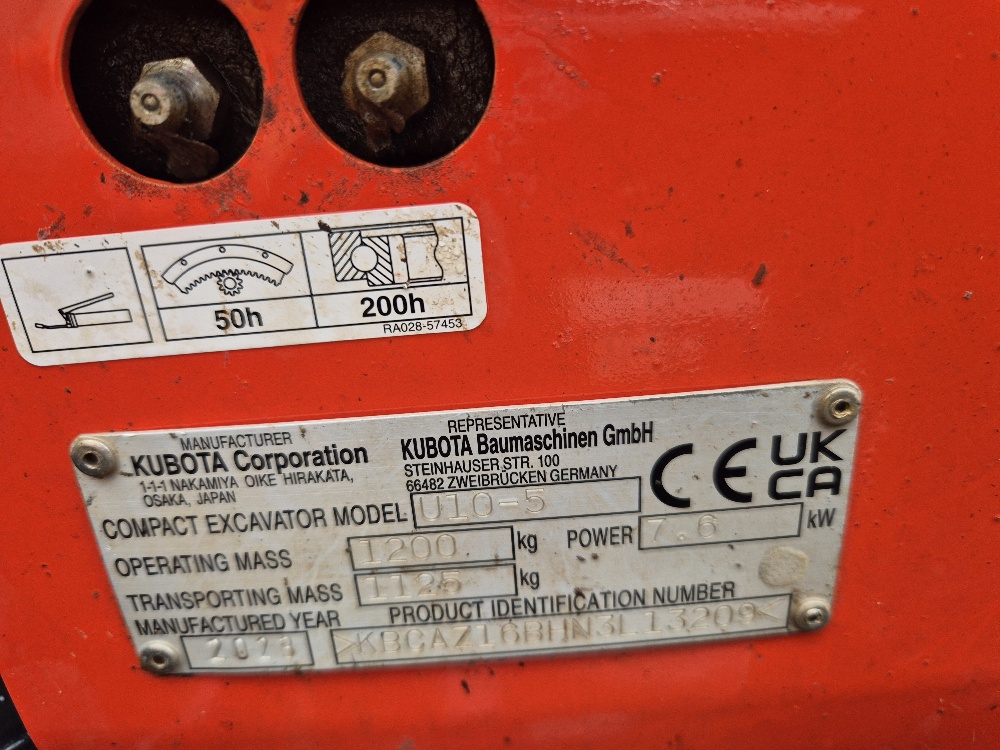 50h
200h
RA028-57453
MANUFACTURER
KUBOTA Corporation
1-1-1 NAKAMIYA OIKE HIRAKATA,
OSAKA, JAPAN
REPRESENTATIVE
KUBOTA Baumaschinen GmbH
STEINHAUSER STR. 100
66482 ZWEIBRÜCKEN GERMANY
CE UK
CA
COMPACT EXCAVATOR MODEL U10-5
OPERATING MASS 1200 kg POWER 7.6 kW
TRANSPORTING MASS 1125 kg
MANUFACTURED YEAR PRODUCT IDENTIFICATION NUMBER
>KBCAZ16RHN3L13209<